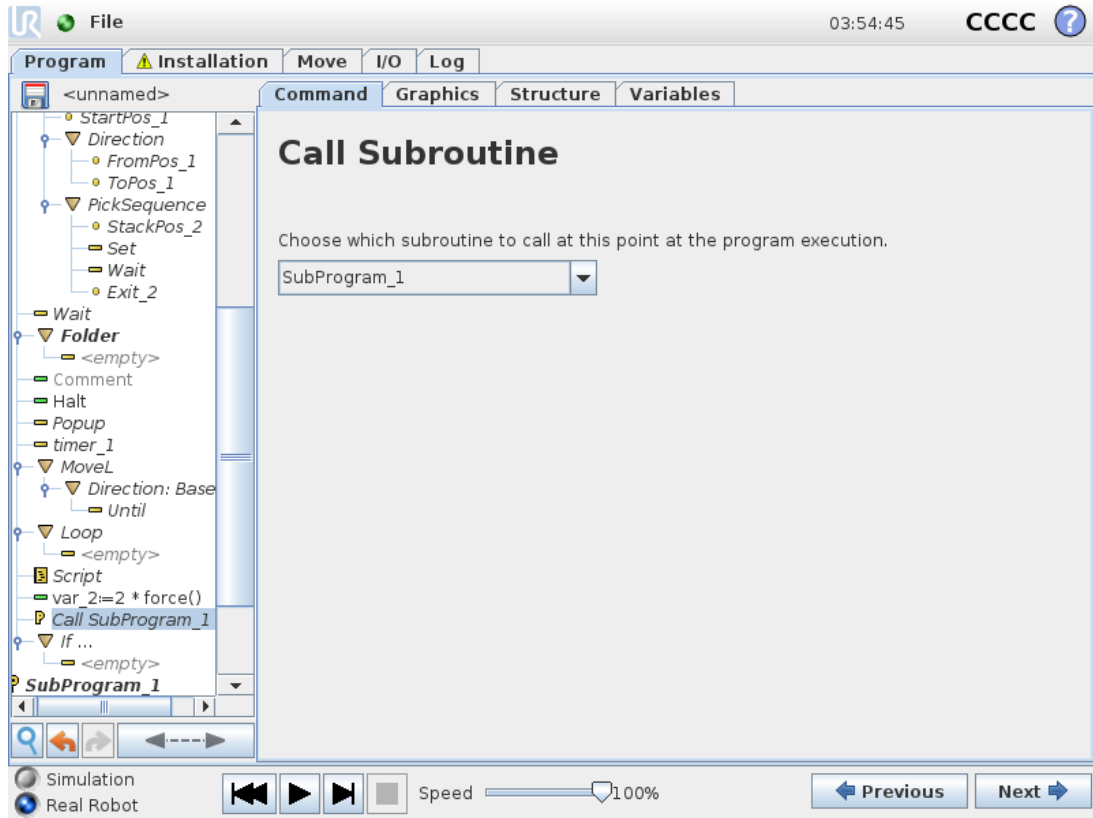 UR File 03:54:45 CCCC ?
Program Installation Move I/O Log
<unnamed>
Command Graphics Structure Variables
StartPos_1
Direction
FromPos_1
ToPos_1
PickSequence
StackPos_2
Set
Wait
Exit_2
Wait
Folder
<empty>
Comment
Halt
Popup
timer_1
MoveL
Direction: Base
Until
Loop
<empty>
Script
var_2:=2 * force()
Call SubProgram_1
If ...
<empty>
SubProgram_1
Call Subroutine
Choose which subroutine to call at this point at the program execution.
SubProgram_1
Simulation
Real Robot
Speed 100%
Previous Next